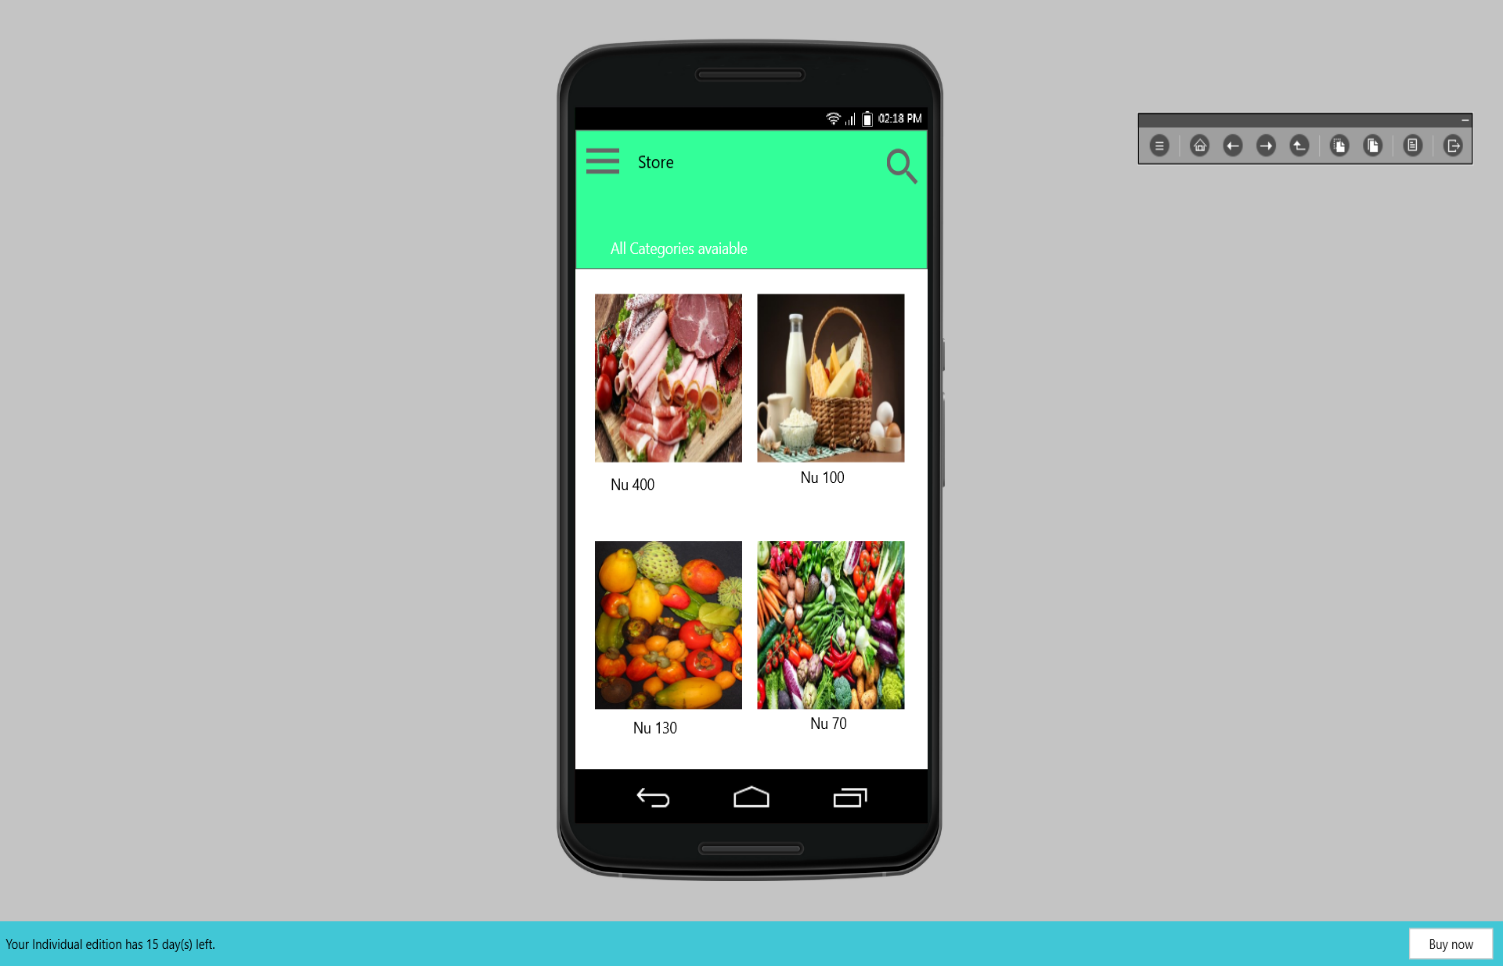 02:18 PM
Store
All Categories avaiable
Nu 400
Nu 100
Nu 130
Nu 70
Your Individual edition has 15 day(s) left.
Buy now